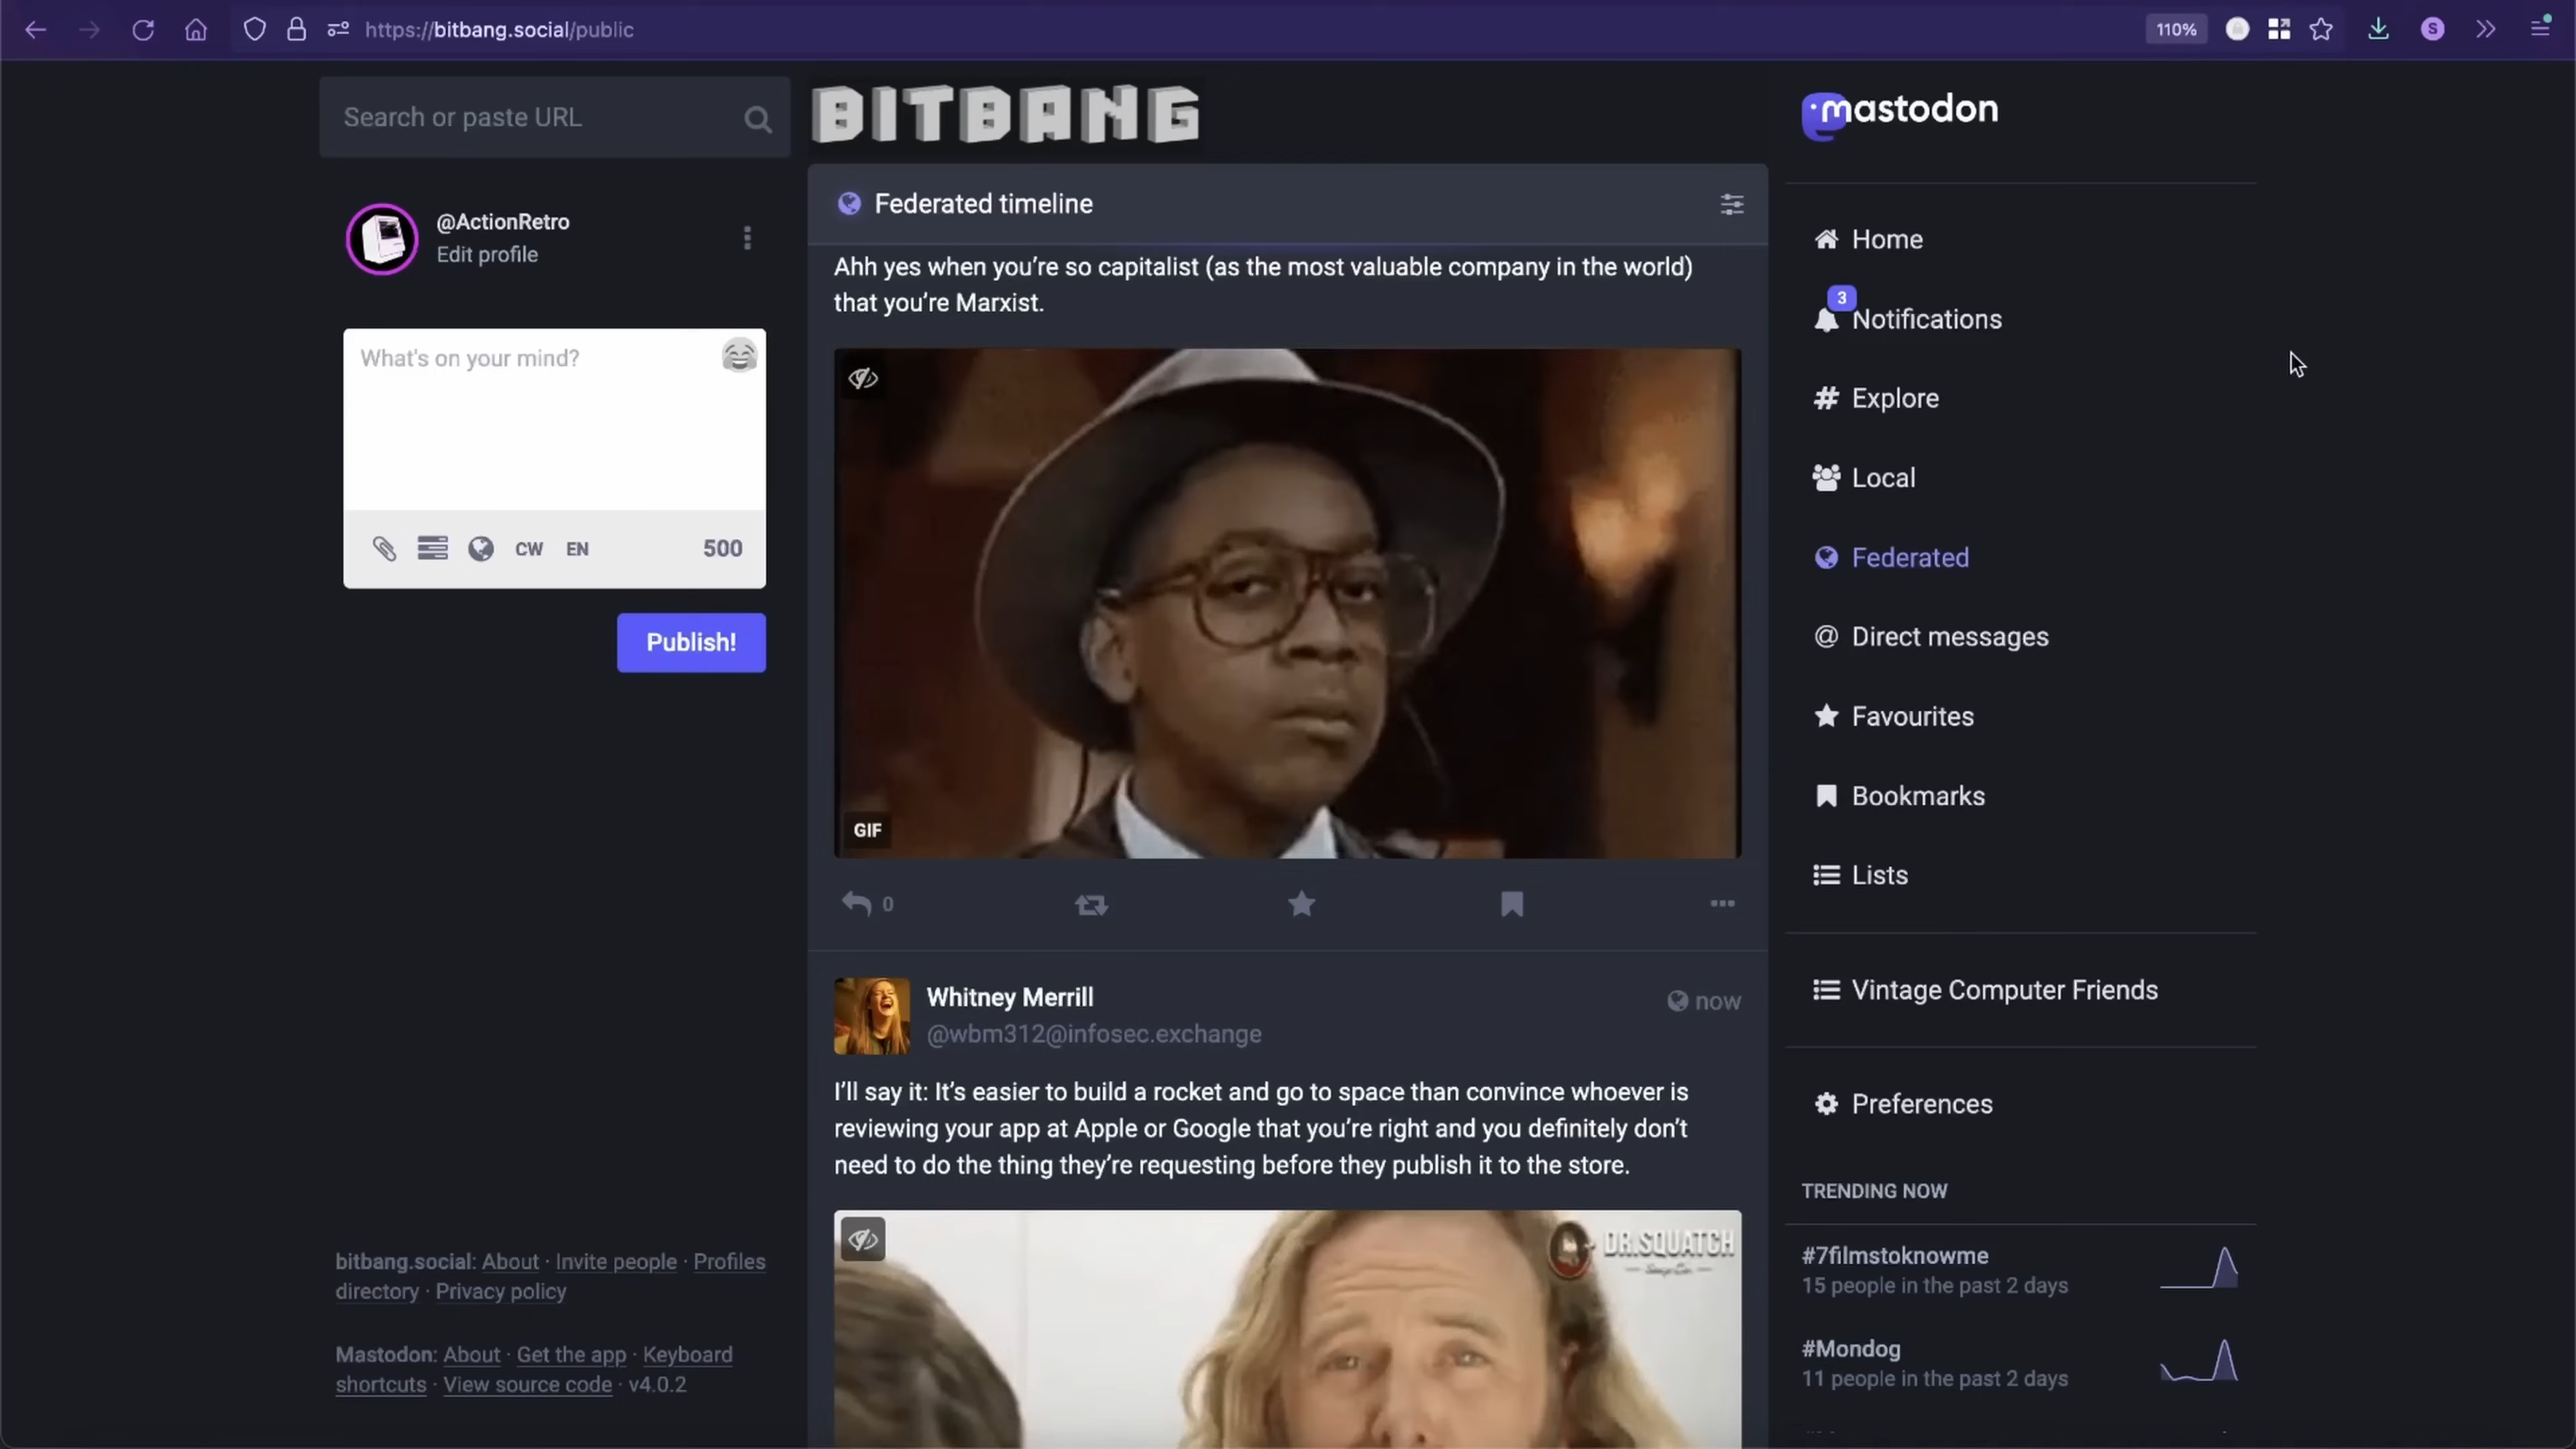 https://bitbang.social/public
110%
S
Search or paste URL
@ActionRetro
Edit profile
What's on your mind?
CW
EN
500
Publish!
bitbang.social: About · Invite people · Profiles
directory · Privacy policy
Mastodon: About · Get the app · Keyboard
shortcuts · View source code · v4.0.2
BITBANG
Federated timeline
Ahh yes when you're so capitalist (as the most valuable company in the world)
that you're Marxist.
GIF
0
Whitney Merrill
now
@wbm312@infosec.exchange
I'll say it: It's easier to build a rocket and go to space than convince whoever is
reviewing your app at Apple or Google that you're right and you definitely don't
need to do the thing they're requesting before they publish it to the store.
DR.SQUATCH
mastodon
Home
3
Notifications
# Explore
Local
Federated
@ Direct messages
Favourites
Bookmarks
Lists
Vintage Computer Friends
Preferences
TRENDING NOW
#7filmstoknowme
15 people in the past 2 days
#Mondog
11 people in the past 2 days